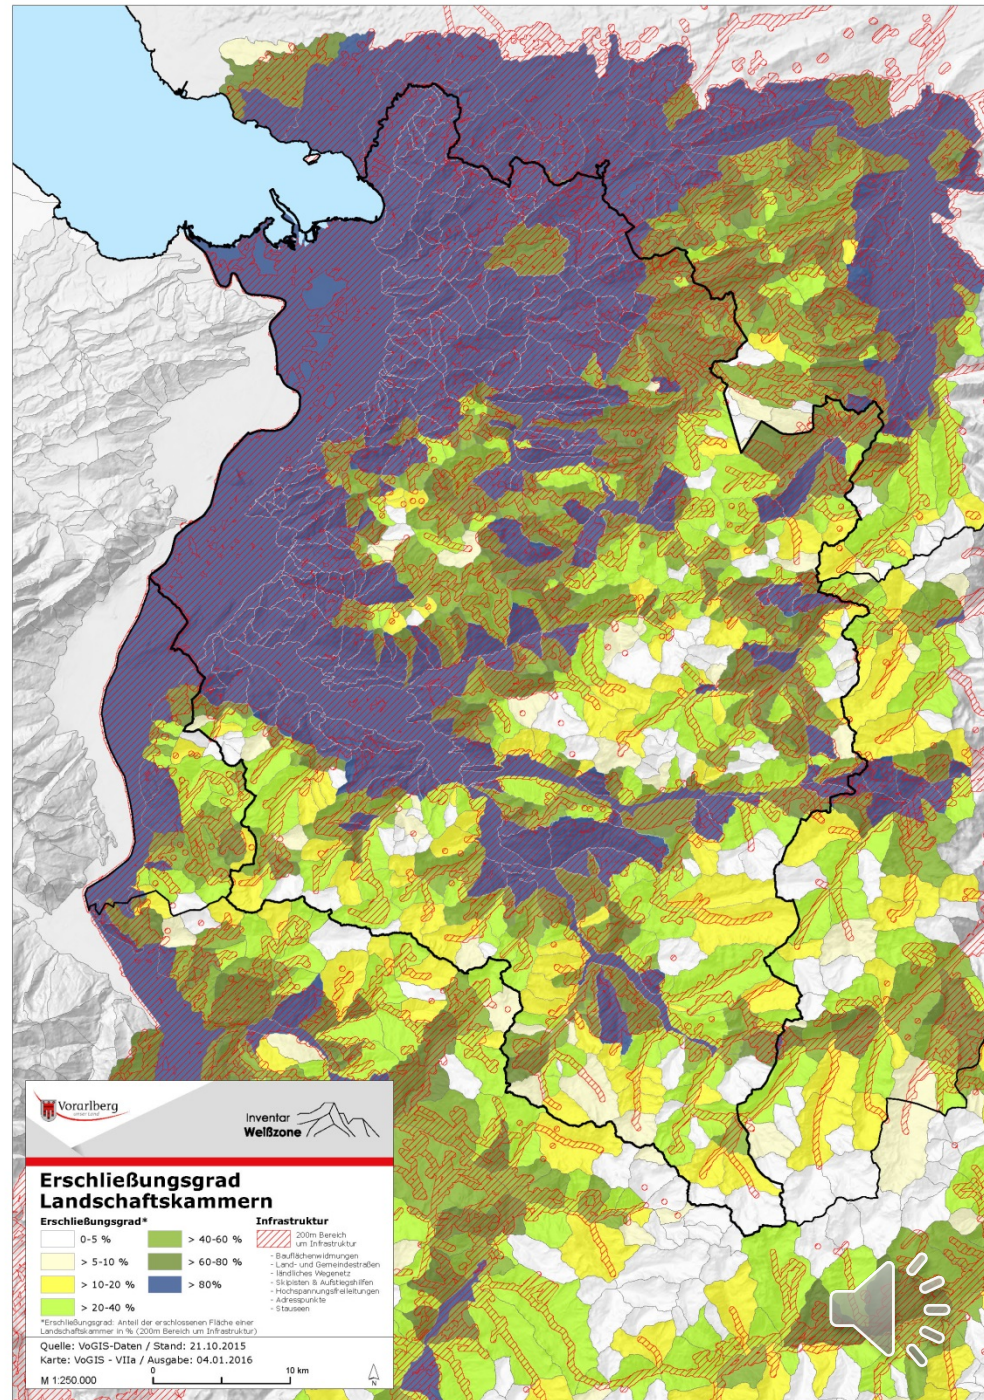 Vorarlberg
unser Land
Inventar
Weißzone
Erschließungsgrad
Landschaftskammern
Erschließungsgrad*
0-5 %
> 5-10 %
> 10-20 %
> 20-40 %
> 40-60 %
> 60-80 %
> 80%
Infrastruktur
200m Bereich
um Infrastruktur
- Bauflächenwidmungen
- Land- und Gemeindestraßen
- ländliches Wegenetz
- Skipisten & Aufstiegshilfen
- Hochspannungsfreileitungen
- Adresspunkte
- Stauseen
*Erschließungsgrad: Anteil der erschlossenen Fläche einer
Landschaftskammer in % (200m Bereich um Infrastruktur)
Quelle: VoGIS-Daten / Stand: 21.10.2015
Karte: VoGIS - VIIa / Ausgabe: 04.01.2016
M 1:250.000
0
10 km
N